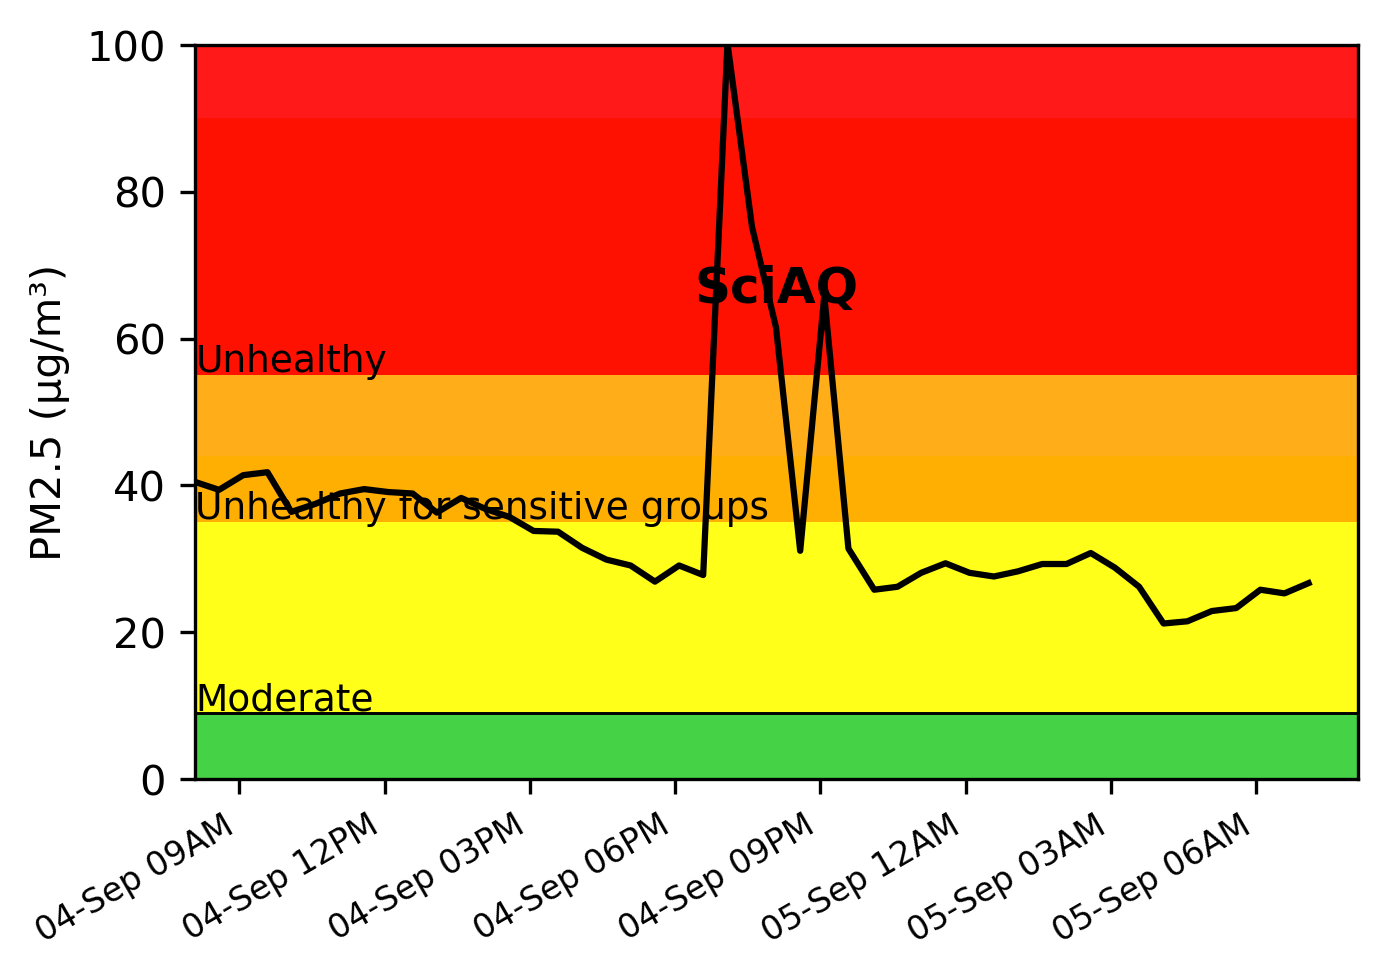 100
80
60
40
20
0
PM2.5 (µg/m³)
SciAQ
Unhealthy
Unhealthy for sensitive groups
Moderate
04-Sep 09AM
04-Sep 12PM
04-Sep 03PM
04-Sep 06PM
04-Sep 09PM
05-Sep 12AM
05-Sep 03AM
05-Sep 06AM